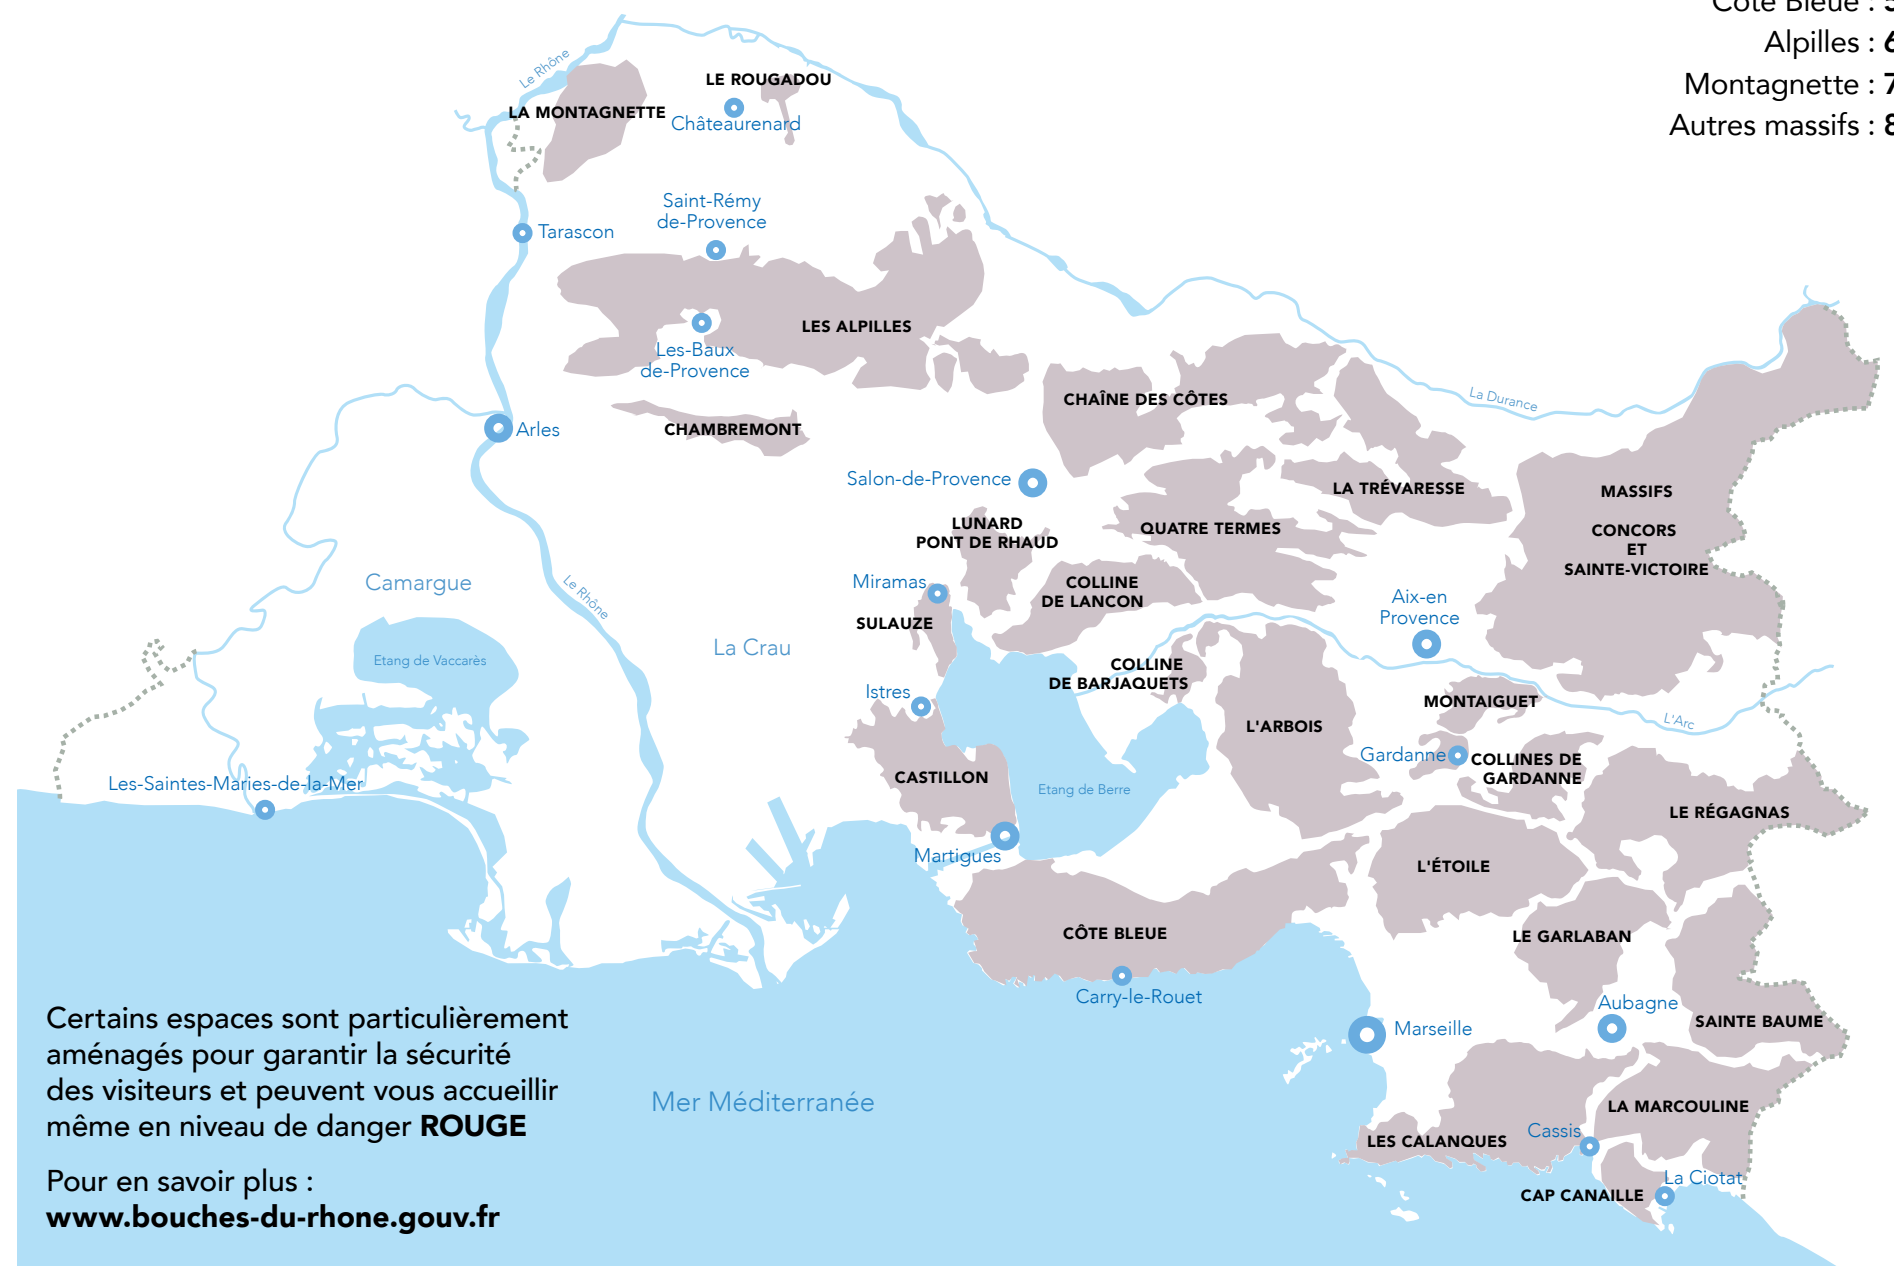 Côte Bleue : 5
Alpilles : 6
Montagnette : 7
Autres massifs : 8
Le Rhône
LE ROUGADOU
LA MONTAGNETTE
Châteaurenard
Saint-Rémy
de-Provence
Tarascon
LES ALPILLES
Les-Baux
de-Provence
CHAÎNE DES CÔTES
La Durance
Arles
CHAMBREMONT
Salon-de-Provence
LA TRÉVARESSE
MASSIFS
CONCORS
ET
SAINTE-VICTOIRE
LUNARD
PONT DE RHAUD
QUATRE TERMES
Camargue
Le Rhône
Miramas
COLLINE
DE LANCON
Aix-en
Provence
SULAUZE
La Crau
Etang de Vaccarès
COLLINE
DE BARJAQUETS
Istres
MONTAIGUET
L'ARBOIS
L'Arc
Gardanne
COLLINES DE
GARDANNE
CASTILLON
Etang de Berre
Les-Saintes-Maries-de-la-Mer
LE RÉGAGNAS
Martigues
L'ÉTOILE
CÔTE BLEUE
LE GARLABAN
Carry-le-Rouet
Aubagne
SAINTE BAUME
Marseille
Certains espaces sont particulièrement
aménagés pour garantir la sécurité
des visiteurs et peuvent vous accueillir
même en niveau de danger ROUGE
Mer Méditerranée
LA MARCOULINE
LES CALANQUES
Cassis
La Ciotat
CAP CANAILLE
Pour en savoir plus :
www.bouches-du-rhone.gouv.fr